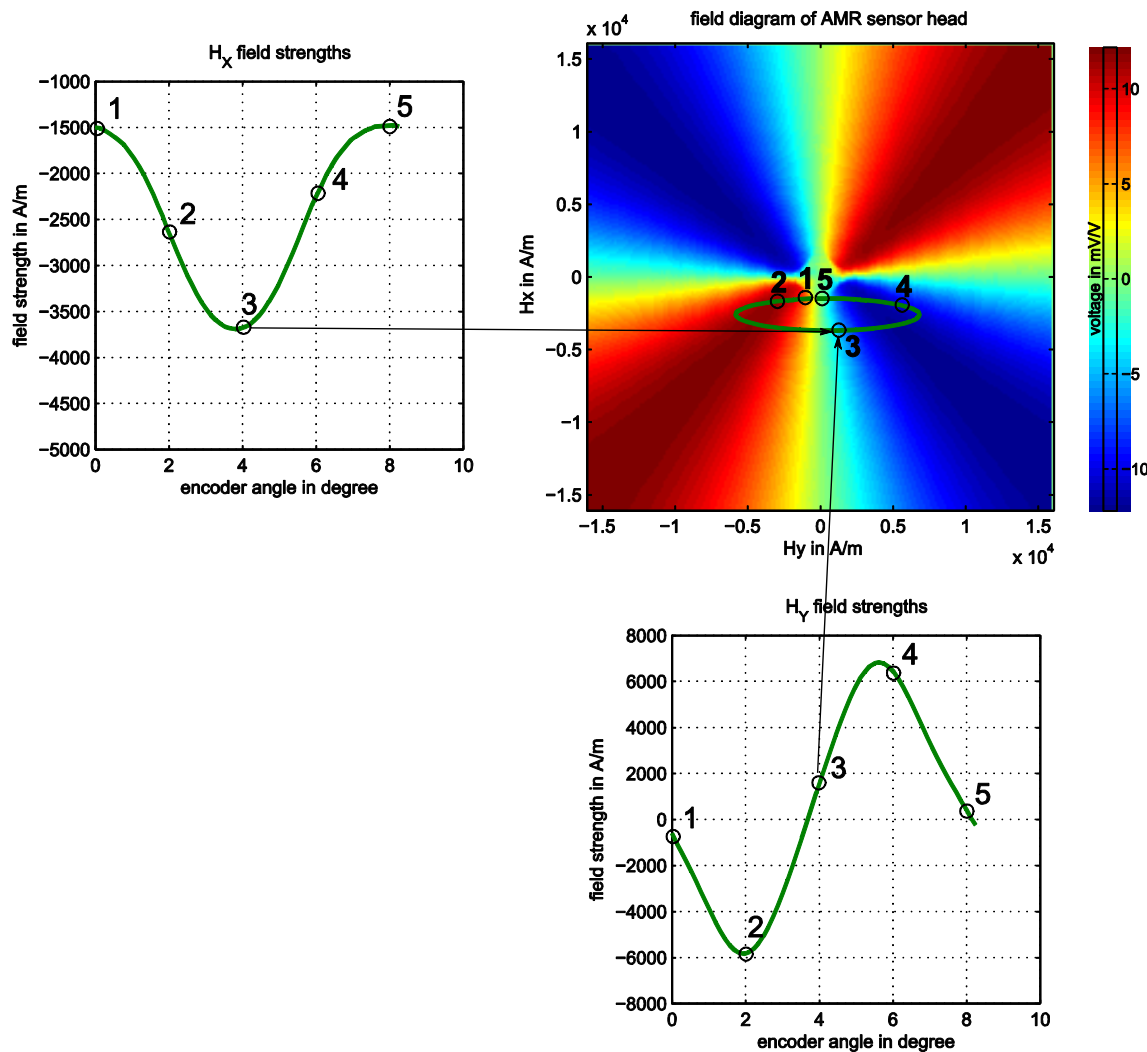 H_X field strengths
−1000
−1500
−2000
−2500
−3000
−3500
−4000
−4500
−5000
0 2 4 6 8 10
encoder angle in degree
field strength in A/m
1
2
3
4
5
field diagram of AMR sensor head
x 10^4
1.5
1
0.5
0
−0.5
−1
−1.5
Hx in A/m
−1.5 −1 −0.5 0 0.5 1 1.5
Hy in A/m
x 10^4
2 1 5 4
3
10
5
0
−5
−10
voltage in mV/V
H_Y field strengths
8000
6000
4000
2000
0
−2000
−4000
−6000
−8000
0 2 4 6 8 10
encoder angle in degree
field strength in A/m
1
2
3
4
5